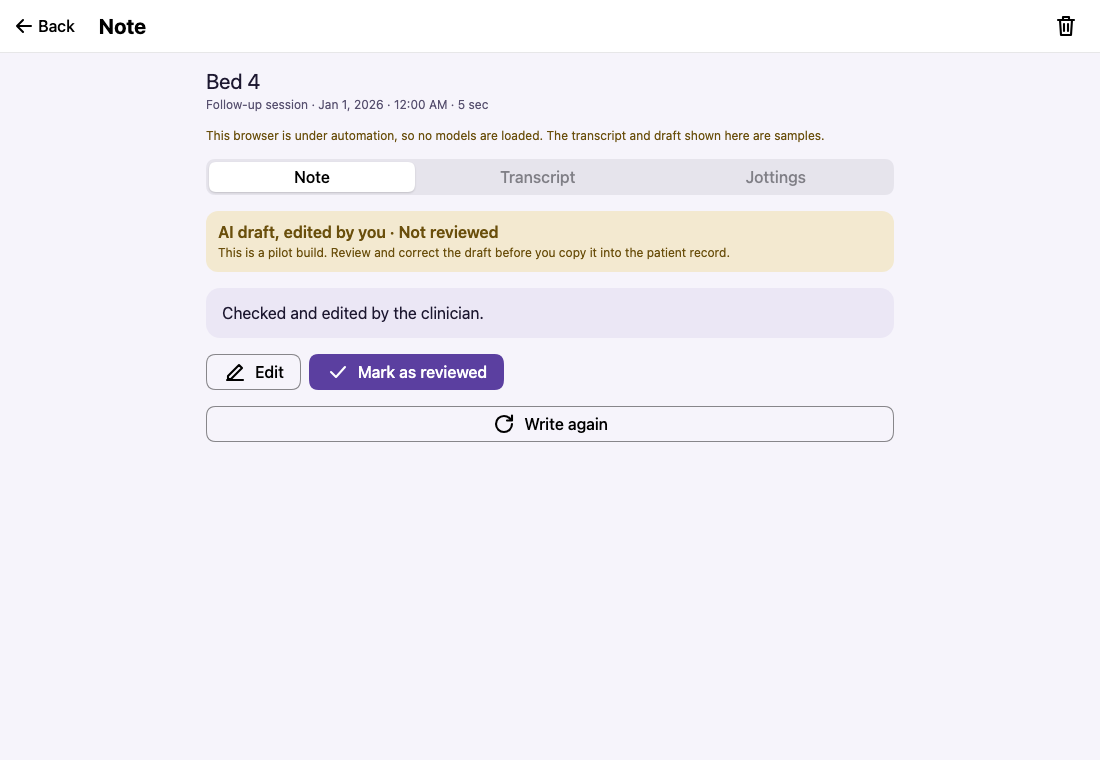 Back
Note
Bed 4
Follow-up session · Jan 1, 2026 · 12:00 AM · 5 sec
This browser is under automation, so no models are loaded. The transcript and draft shown here are samples.
Note
Transcript
Jottings
AI draft, edited by you · Not reviewed
This is a pilot build. Review and correct the draft before you copy it into the patient record.
Checked and edited by the clinician.
Edit
Mark as reviewed
Write again